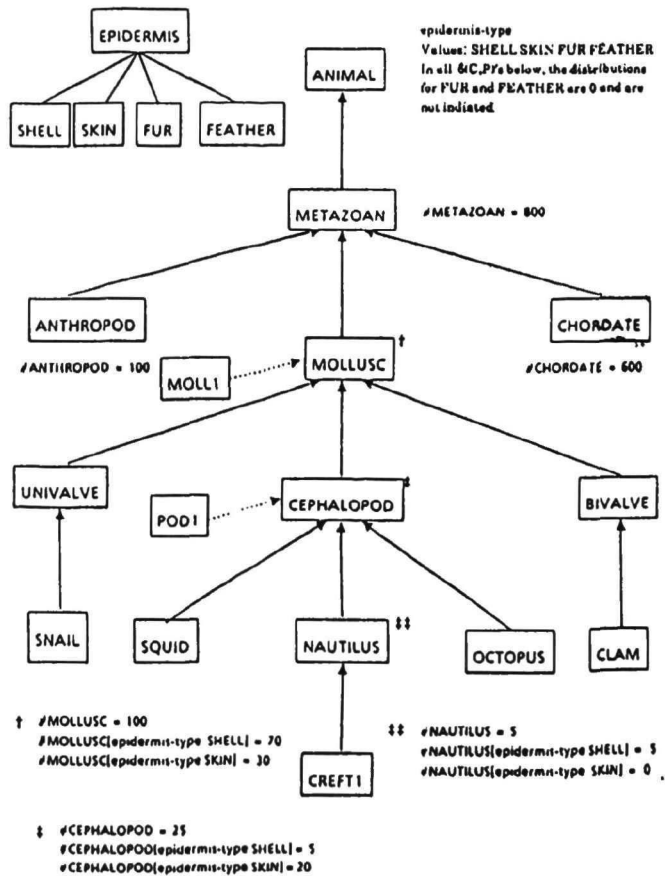 EPIDERMIS
SHELL SKIN FUR FEATHER
epidermis-type
Values: SHELL SKIN FUR FEATHER
In all δ(C,P)'s below, the distributions
for FUR and FEATHER are 0 and are
not indiated
ANIMAL
METAZOAN
#METAZOAN = 800
ANTHROPOD
#ANTHROPOD = 100
CHORDATE
#CHORDATE = 600
MOLL1
MOLLUSC
†
UNIVALVE
POD1
CEPHALOPOD
‡
BIVALVE
SNAIL
SQUID
NAUTILUS
‡‡
OCTOPUS
CLAM
† #MOLLUSC = 100
#MOLLUSC[epidermis-type SHELL] = 70
#MOLLUSC[epidermis-type SKIN] = 30
‡‡ #NAUTILUS = 5
#NAUTILUS[epidermis-type SHELL] = 5
#NAUTILUS[epidermis-type SKIN] = 0
CREFT1
‡ #CEPHALOPOD = 25
#CEPHALOPOD[epidermis-type SHELL] = 5
#CEPHALOPOD[epidermis-type SKIN] = 20